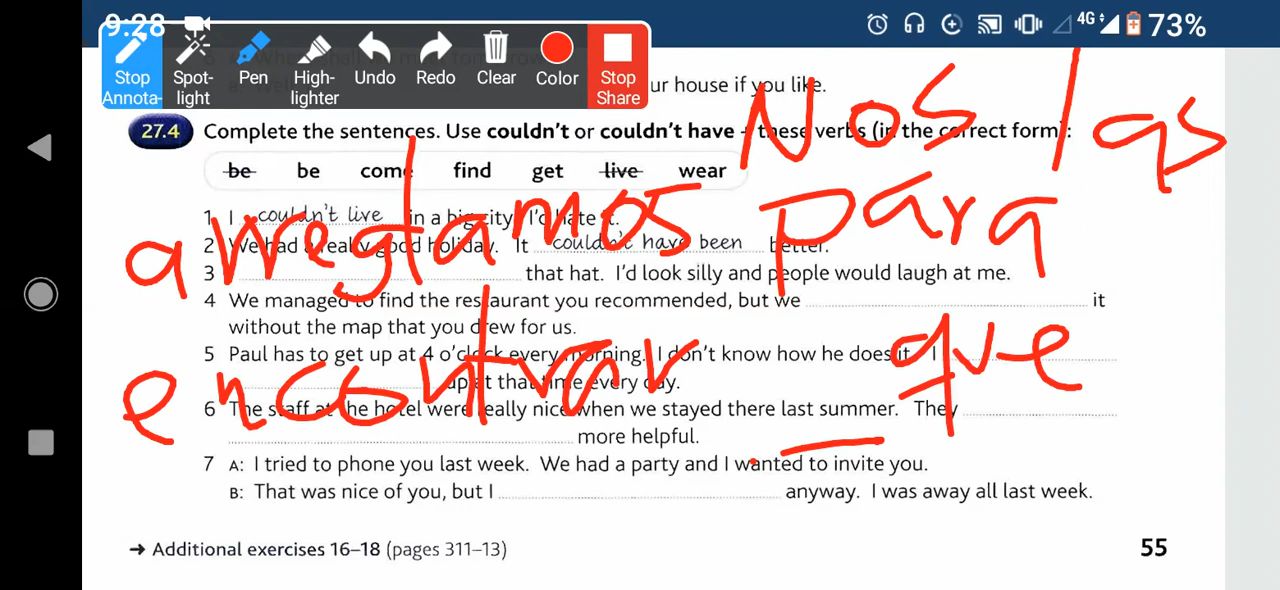 9:28 4G 73%
Stop Annota- Spot-light Pen High-lighter Undo Redo Clear Color Stop Share
ur house if you like.
27.4 Complete the sentences. Use couldn't or couldn't have + these verbs (in the correct form):
be be come find get live wear
1 I couldn't live in a big city. I'd hate it.
2 We had a really good holiday. It couldn't have been better.
3 that hat. I'd look silly and people would laugh at me.
4 We managed to find the restaurant you recommended, but we it
without the map that you drew for us.
5 Paul has to get up at 4 o'clock every morning. I don't know how he does it. I
up at that time every day.
6 The staff at the hotel were really nice when we stayed there last summer. They
more helpful.
7 A: I tried to phone you last week. We had a party and I wanted to invite you.
B: That was nice of you, but I anyway. I was away all last week.
→ Additional exercises 16–18 (pages 311–13)
55
Nos las
arreglamos para
encontrar que